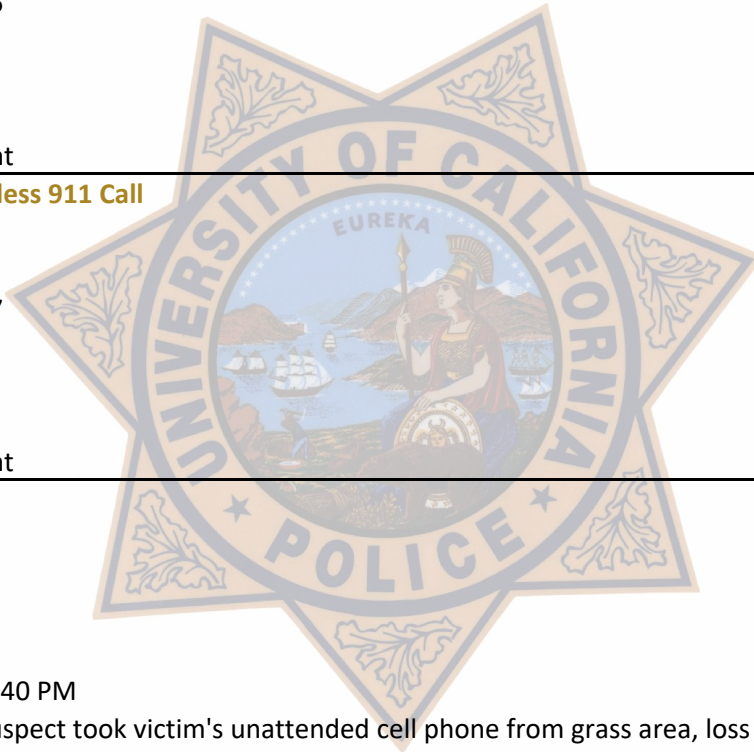 nt
less 911 Call
EUREKA
UNIVERSITY OF CALIFORNIA
nt
★ POLICE ★
40 PM
uspect took victim's unattended cell phone from grass area, loss